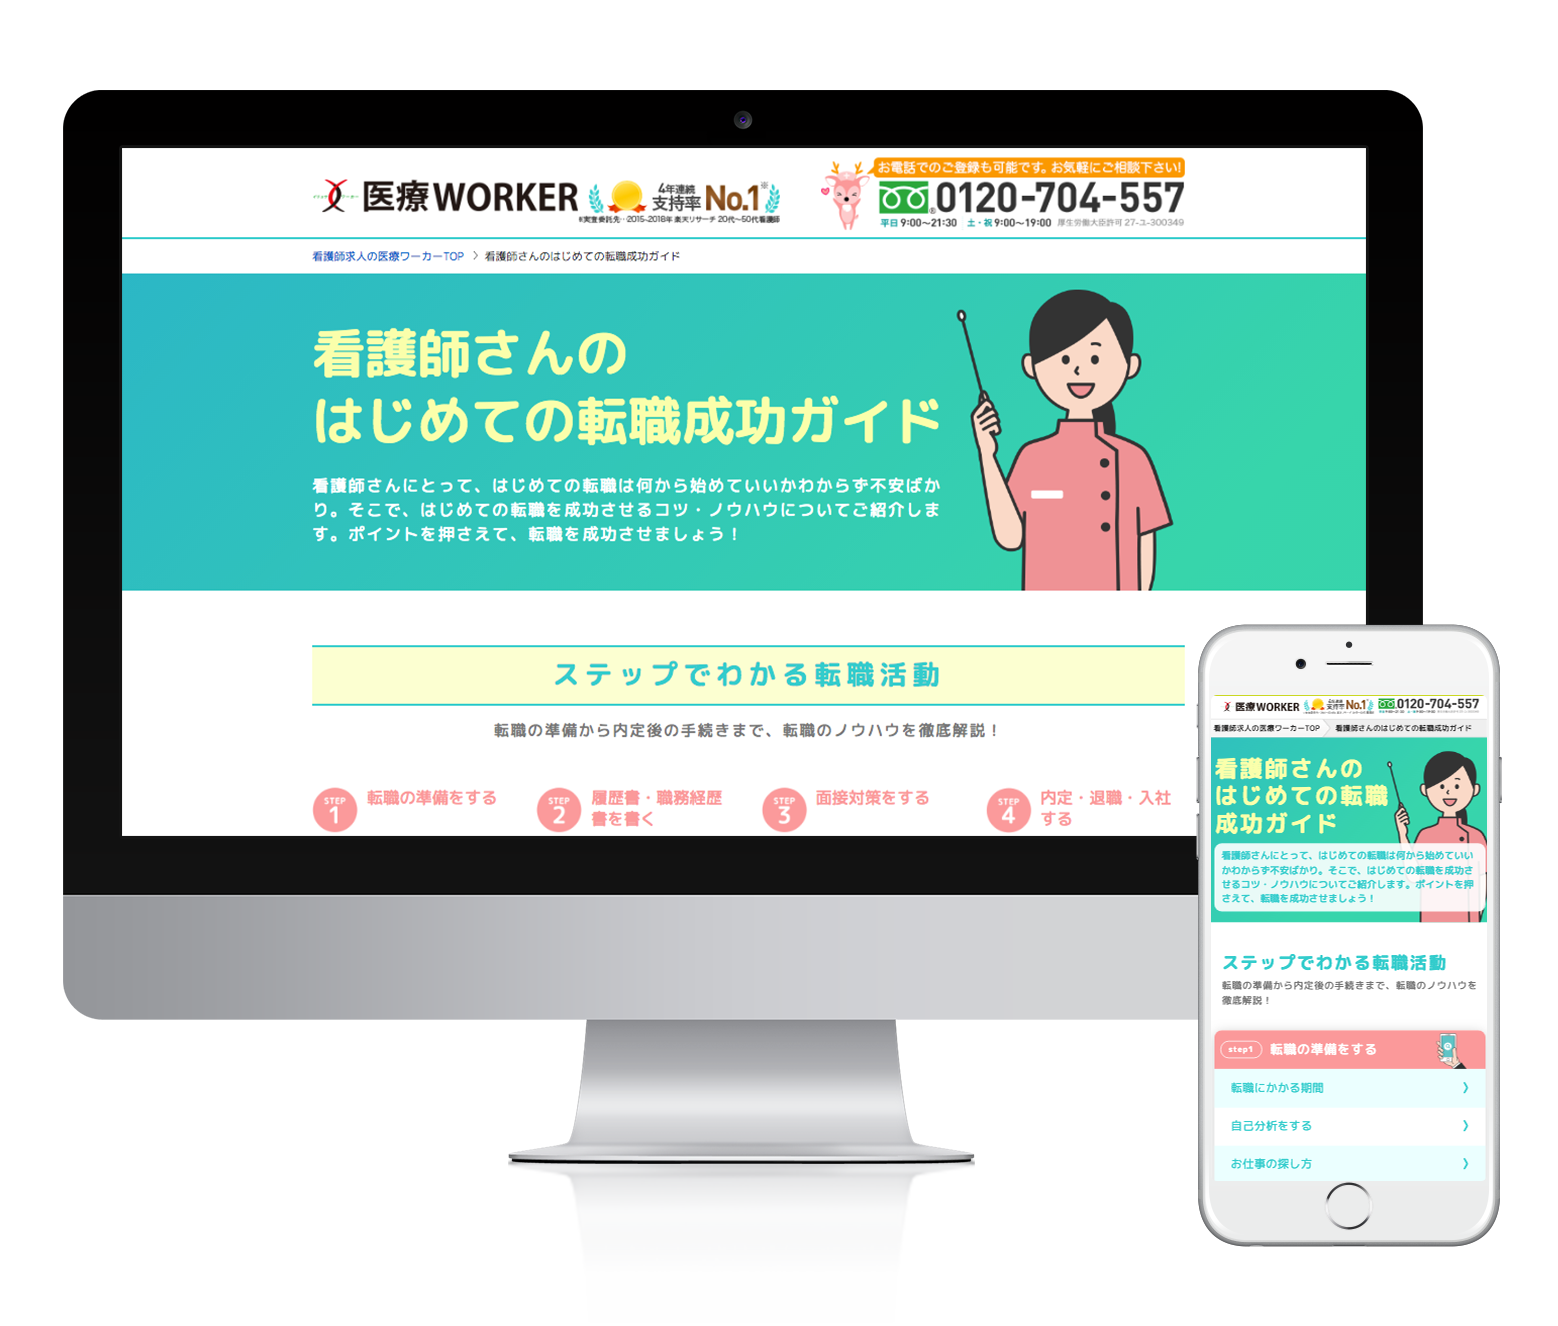 お電話でのご登録も可能です。お気軽にご相談下さい!
医療WORKER
4年連続
支持率 No.1※
※実査委託先：2015-2018年 楽天リサーチ 20代～50代看護師
0120-704-557
平日 9:00～21:30 土・祝 9:00～19:00 厚生労働大臣許可 27-ユ-300349
看護師求人の医療ワーカーTOP > 看護師さんのはじめての転職成功ガイド
看護師さんの
はじめての転職成功ガイド
看護師さんにとって、はじめての転職は何から始めていいかわからず不安ばか
り。そこで、はじめての転職を成功させるコツ・ノウハウについてご紹介しま
す。ポイントを押さえて、転職を成功させましょう！
ステップでわかる転職活動
転職の準備から内定後の手続きまで、転職のノウハウを徹底解説！
STEP
1
転職の準備をする
STEP
2
履歴書・職務経歴
書を書く
STEP
3
面接対策をする
STEP
4
内定・退職・入社
する
医療WORKER
支持率 No.1
0120-704-557
看護師求人の医療ワーカーTOP
看護師さんのはじめての転職成功ガイド
看護師さんの
はじめての転職
成功ガイド
看護師さんにとって、はじめての転職は何から始めていい
かわからず不安ばかり。そこで、はじめての転職を成功さ
せるコツ・ノウハウについてご紹介します。ポイントを押
さえて、転職を成功させましょう！
ステップでわかる転職活動
転職の準備から内定後の手続きまで、転職のノウハウを
徹底解説！
step1 転職の準備をする
転職にかかる期間
自己分析をする
お仕事の探し方